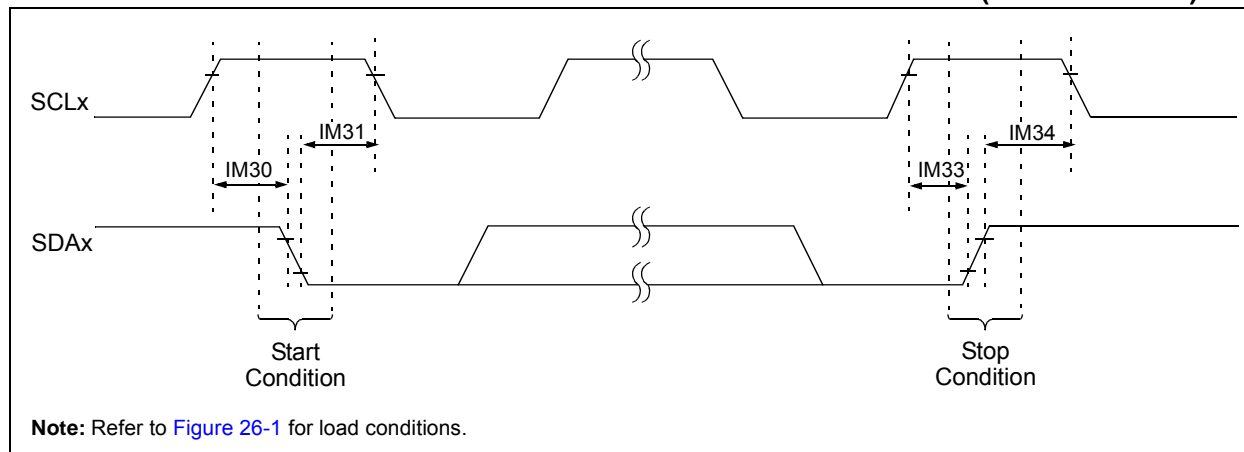 SCLx
IM31
IM34
IM30
IM33
SDAx
Start
Condition
Stop
Condition
Note: Refer to Figure 26-1 for load conditions.